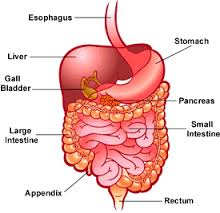 Esophagus
Stomach
Liver
Gall
Bladder
Pancreas
Large
Intestine
Small
Intestine
Appendix
Rectum